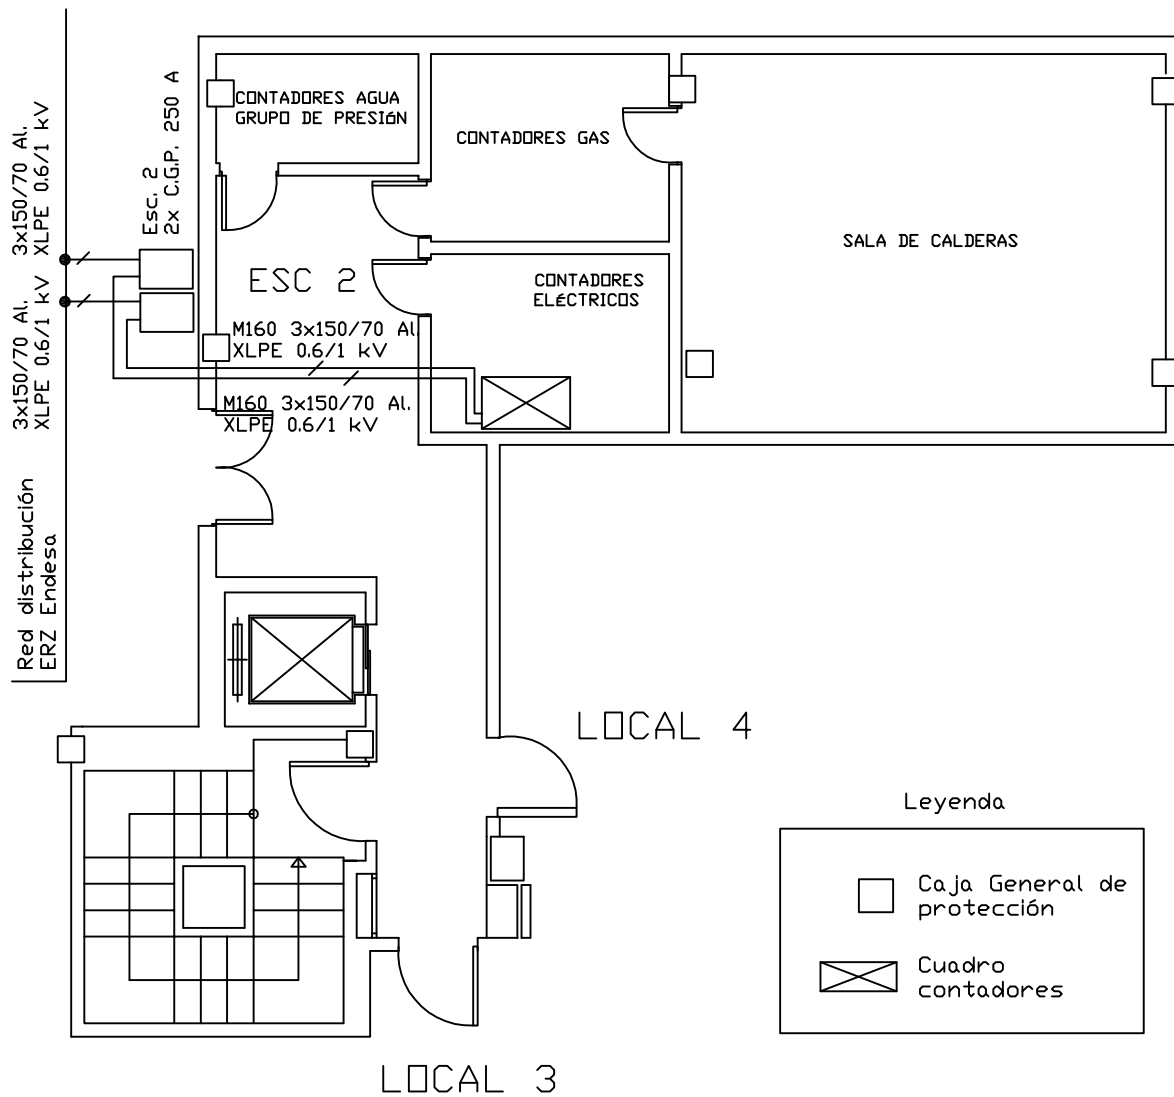 3x150/70 Al.
XLPE 0.6/1 kV
3x150/70 Al.
XLPE 0.6/1 kV
Red distribución
ERZ Endesa
Esc. 2
2x C.G.P. 250 A
CONTADORES AGUA
GRUPO DE PRESIóN
CONTADORES GAS
SALA DE CALDERAS
ESC 2
CONTADORES
ELéCTRICOS
M160 3x150/70 Al.
XLPE 0.6/1 kV
M160 3x150/70 Al.
XLPE 0.6/1 kV
LOCAL 4
Leyenda
Caja General de
protección
Cuadro
contadores
LOCAL 3